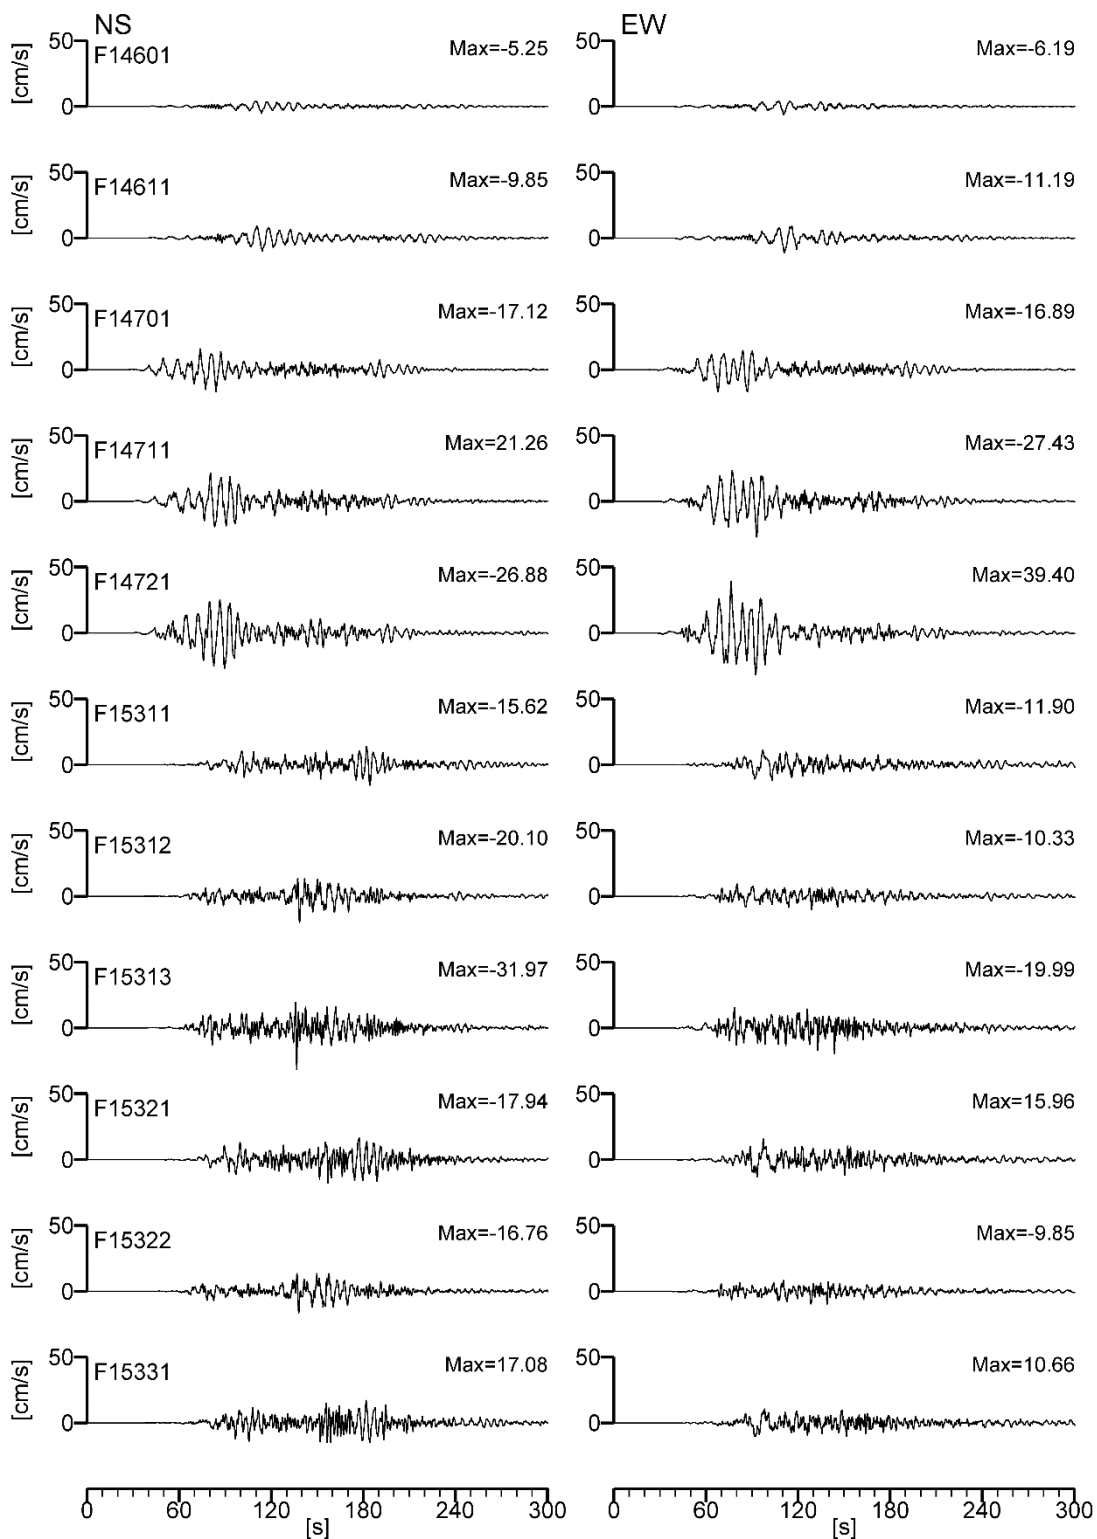 NS EW
50 50
[cm/s] F14601 Max=-5.25 Max=-6.19
0 0
50 50
[cm/s] F14611 Max=-9.85 Max=-11.19
0 0
50 50
[cm/s] F14701 Max=-17.12 Max=-16.89
0 0
50 50
[cm/s] F14711 Max=21.26 Max=-27.43
0 0
50 50
[cm/s] F14721 Max=-26.88 Max=39.40
0 0
50 50
[cm/s] F15311 Max=-15.62 Max=-11.90
0 0
50 50
[cm/s] F15312 Max=-20.10 Max=-10.33
0 0
50 50
[cm/s] F15313 Max=-31.97 Max=-19.99
0 0
50 50
[cm/s] F15321 Max=-17.94 Max=15.96
0 0
50 50
[cm/s] F15322 Max=-16.76 Max=-9.85
0 0
50 50
[cm/s] F15331 Max=17.08 Max=10.66
0 0
0 60 120 180 240 300 0 60 120 180 240 300
[s] [s]